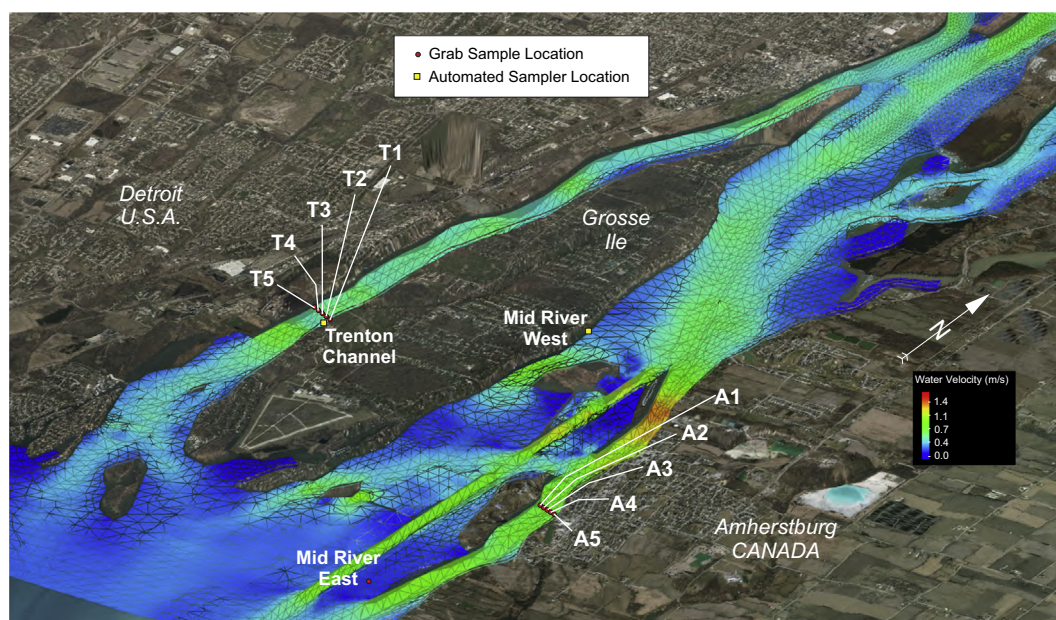 Grab Sample Location
Automated Sampler Location
T1
T2
T3
T4
T5
Detroit
U.S.A.
Grosse
Ile
Trenton
Channel
Mid River
West
N
Water Velocity (m/s)
1.4
1.1
0.7
0.4
0.0
A1
A2
A3
A4
A5
Amherstburg
CANADA
Mid River
East